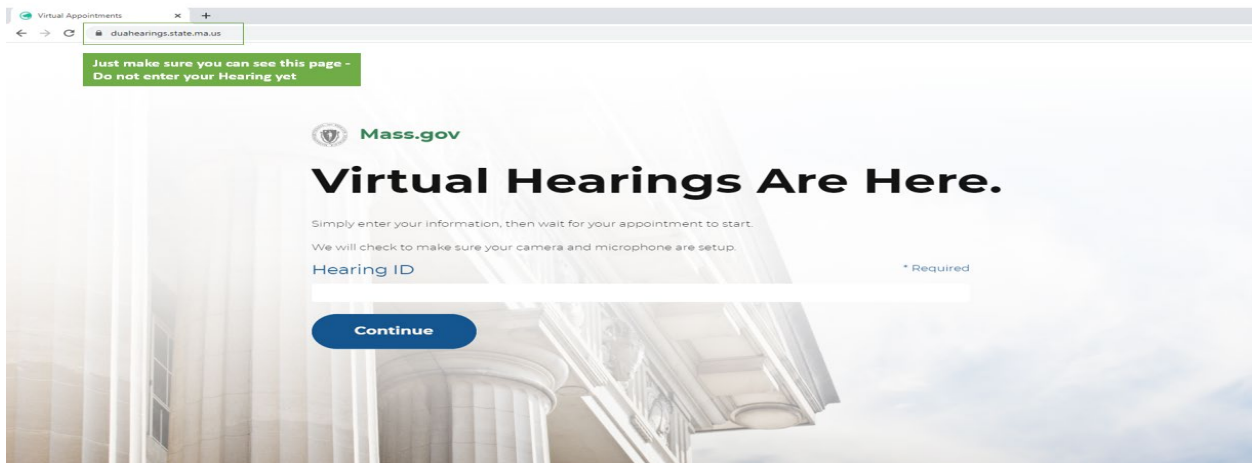 Virtual Appointments
duahearings.state.ma.us
Just make sure you can see this page -
Do not enter your Hearing yet
Mass.gov
Virtual Hearings Are Here.
Simply enter your information, then wait for your appointment to start.
We will check to make sure your camera and microphone are setup.
Hearing ID * Required
Continue